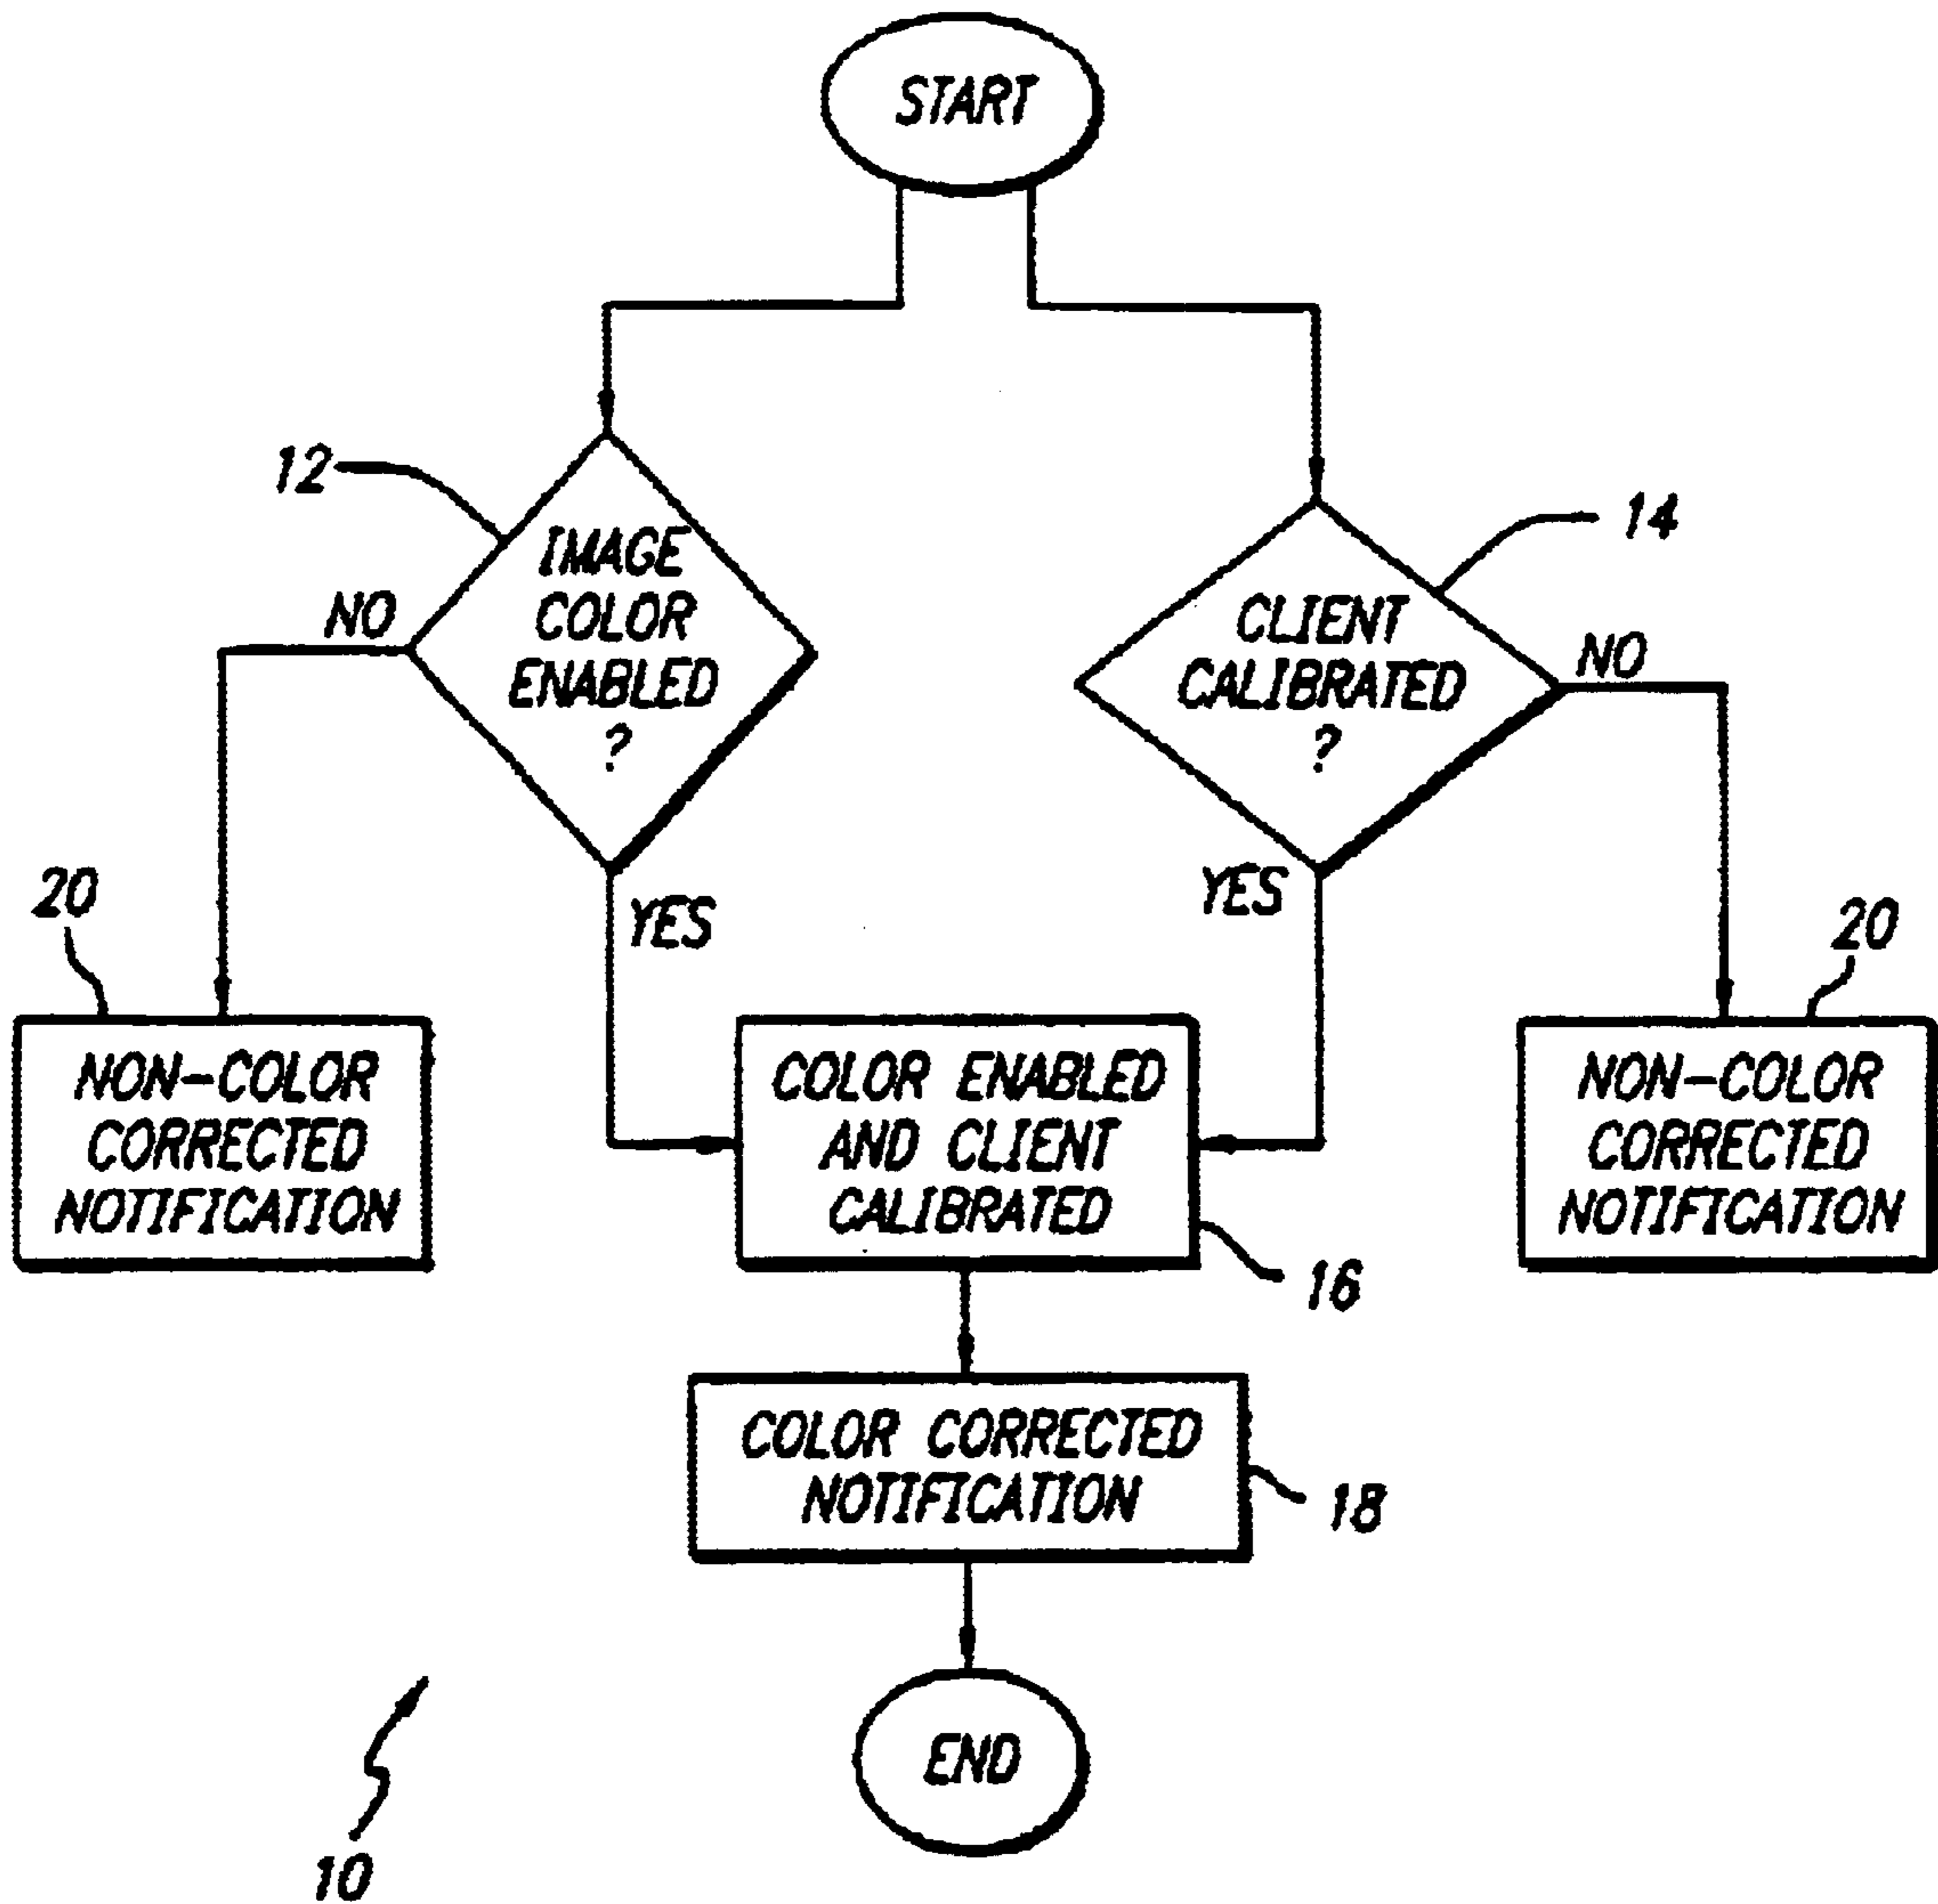 START
12
IMAGE
COLOR
ENABLED
?
NO
YES
14
CLIENT
CALIBRATED
?
NO
YES
20
NON-COLOR
CORRECTED
NOTIFICATION
COLOR ENABLED
AND CLIENT
CALIBRATED
16
20
NON-COLOR
CORRECTED
NOTIFICATION
COLOR CORRECTED
NOTIFICATION
18
END
10